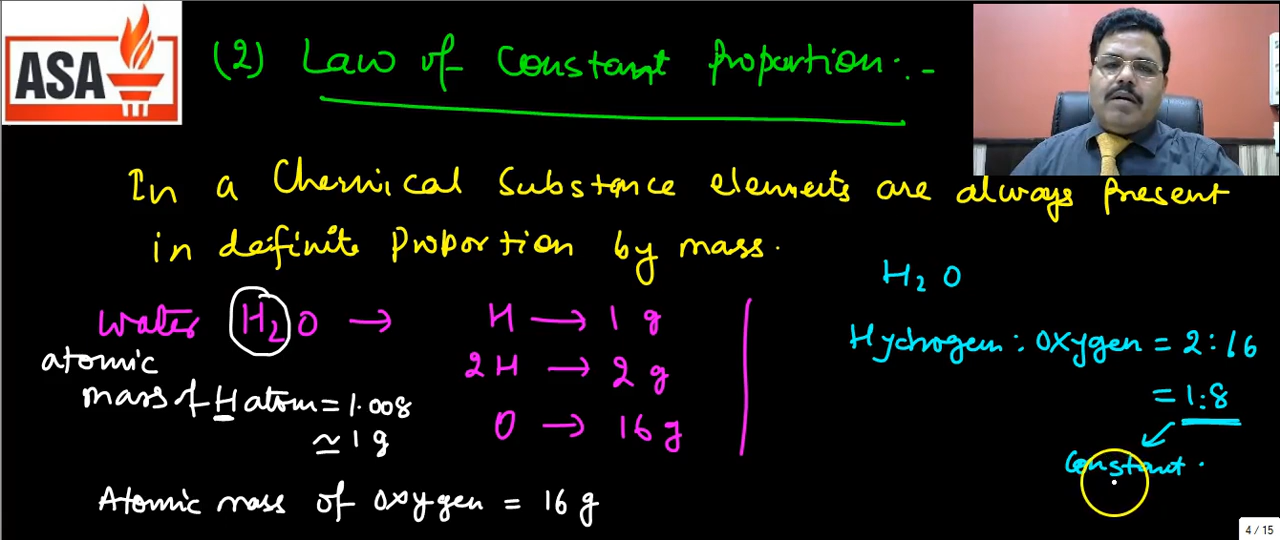 ASA
(2) Law of Constant Proportion :-
In a Chemical Substance elements are always present
in definite Proportion by mass.
Water H2O →
H → 1 g
2H → 2 g
O → 16 g
atomic
mass of H atom = 1.008
≃ 1 g
Atomic mass of Oxygen = 16 g
H2O
Hydrogen : Oxygen = 2:16
= 1:8
Constant.
4 / 15